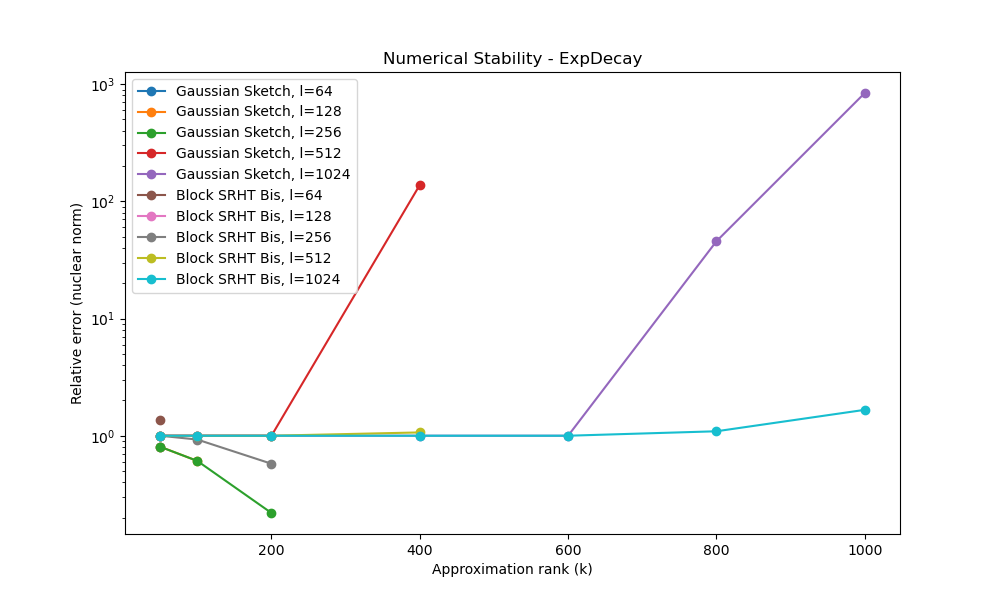 Numerical Stability - ExpDecay
Gaussian Sketch, l=64
Gaussian Sketch, l=128
Gaussian Sketch, l=256
Gaussian Sketch, l=512
Gaussian Sketch, l=1024
Block SRHT Bis, l=64
Block SRHT Bis, l=128
Block SRHT Bis, l=256
Block SRHT Bis, l=512
Block SRHT Bis, l=1024
Relative error (nuclear norm)
10³
10²
10¹
10⁰
200 400 600 800 1000
Approximation rank (k)